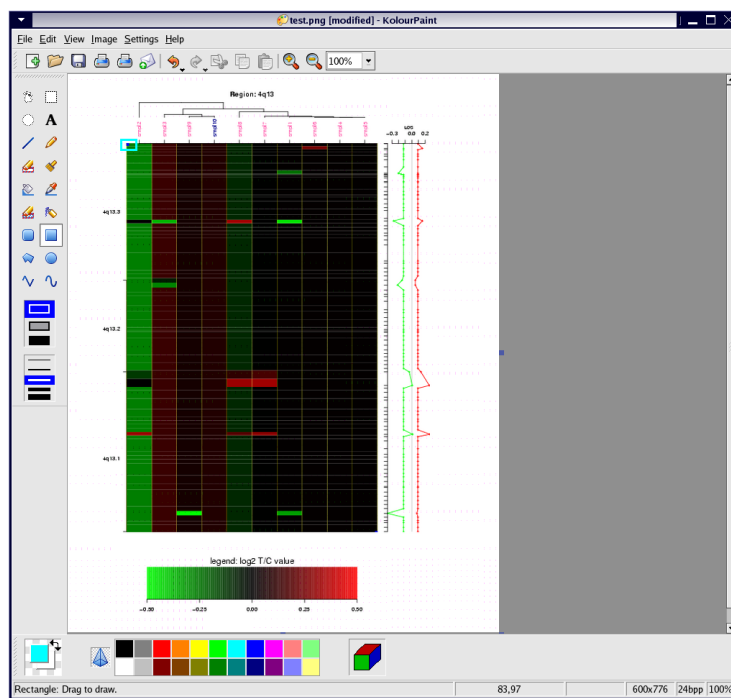 test.png [modified] - KolourPaint
File Edit View Image Settings Help
100%
Region: 4q13
A
-0.3 0.2
4q13.3
4q13.2
4q13.1
legend: log2 T/C value
-0.50 -0.25 0.00 0.25 0.50
Rectangle: Drag to draw. 83,97 600x776 24bpp 100%